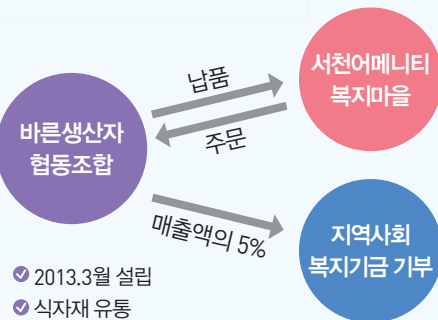 납품
서천어메니티
복지마을
바른생산자
협동조합
주문
매출액의 5%
지역사회
복지기금 기부
2013.3월 설립
식자재 유통